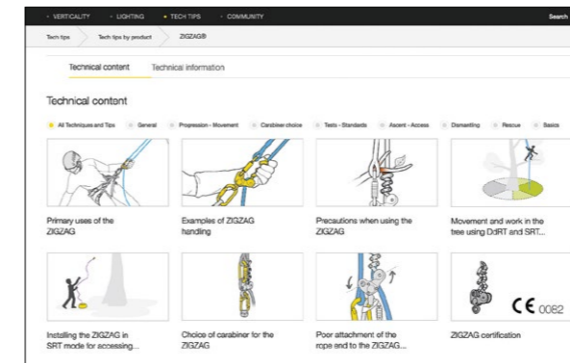 VERTICALITY LIGHTING TECH TIPS COMMUNITY Search
Tech tips Tech tips by product ZIGZAG®
Technical content Technical information
Technical content
All Techniques and Tips General Progression - Movement Carabiner choice Tests - Standards Ascent - Access Dismantling Rescue Basics
Primary uses of the
ZIGZAG
Examples of ZIGZAG
handling
Precautions when using the
ZIGZAG
Movement and work in the
tree using DdRT and SRT...
CE 0082
Installing the ZIGZAG in
SRT mode for accessing...
Choice of carabiner for the
ZIGZAG
Poor attachment of the
rope end to the ZIGZAG...
ZIGZAG certification